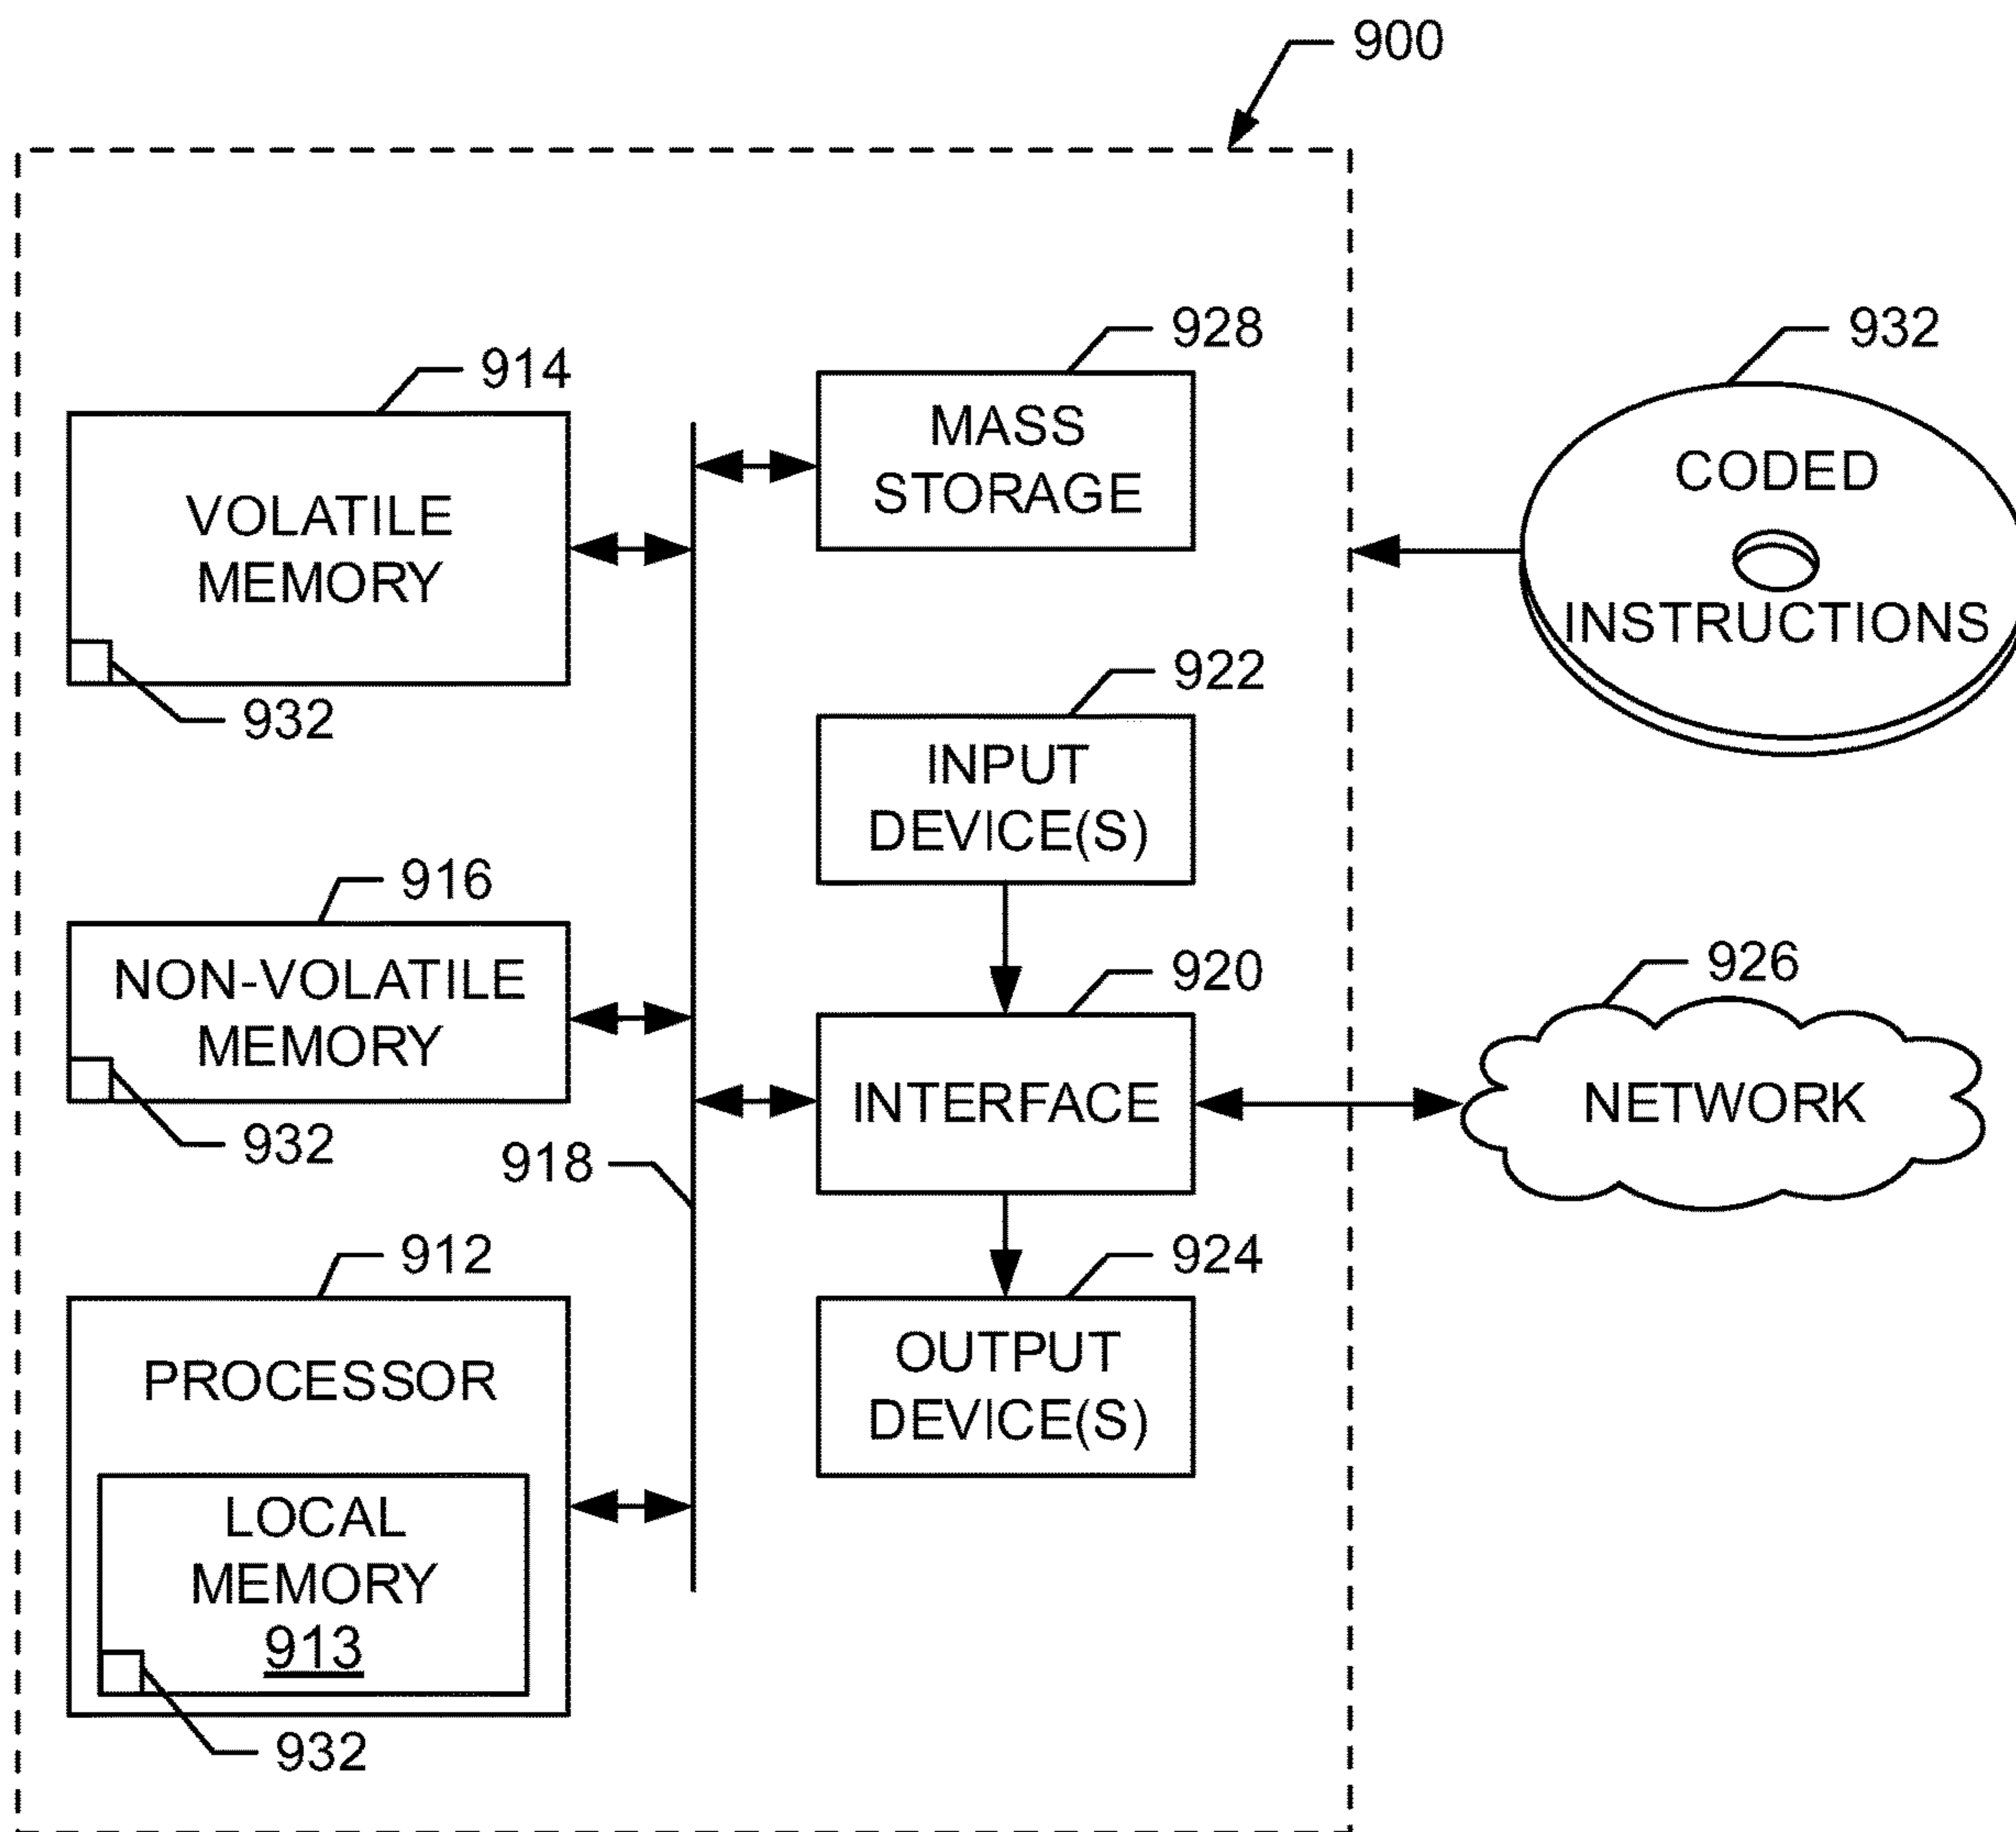 900
928
932
914
MASS
STORAGE
CODED
INSTRUCTIONS
VOLATILE
MEMORY
932
922
INPUT
DEVICE(S)
916
NON-VOLATILE
MEMORY
932
920
INTERFACE
926
NETWORK
918
912
PROCESSOR
LOCAL
MEMORY
913
932
924
OUTPUT
DEVICE(S)